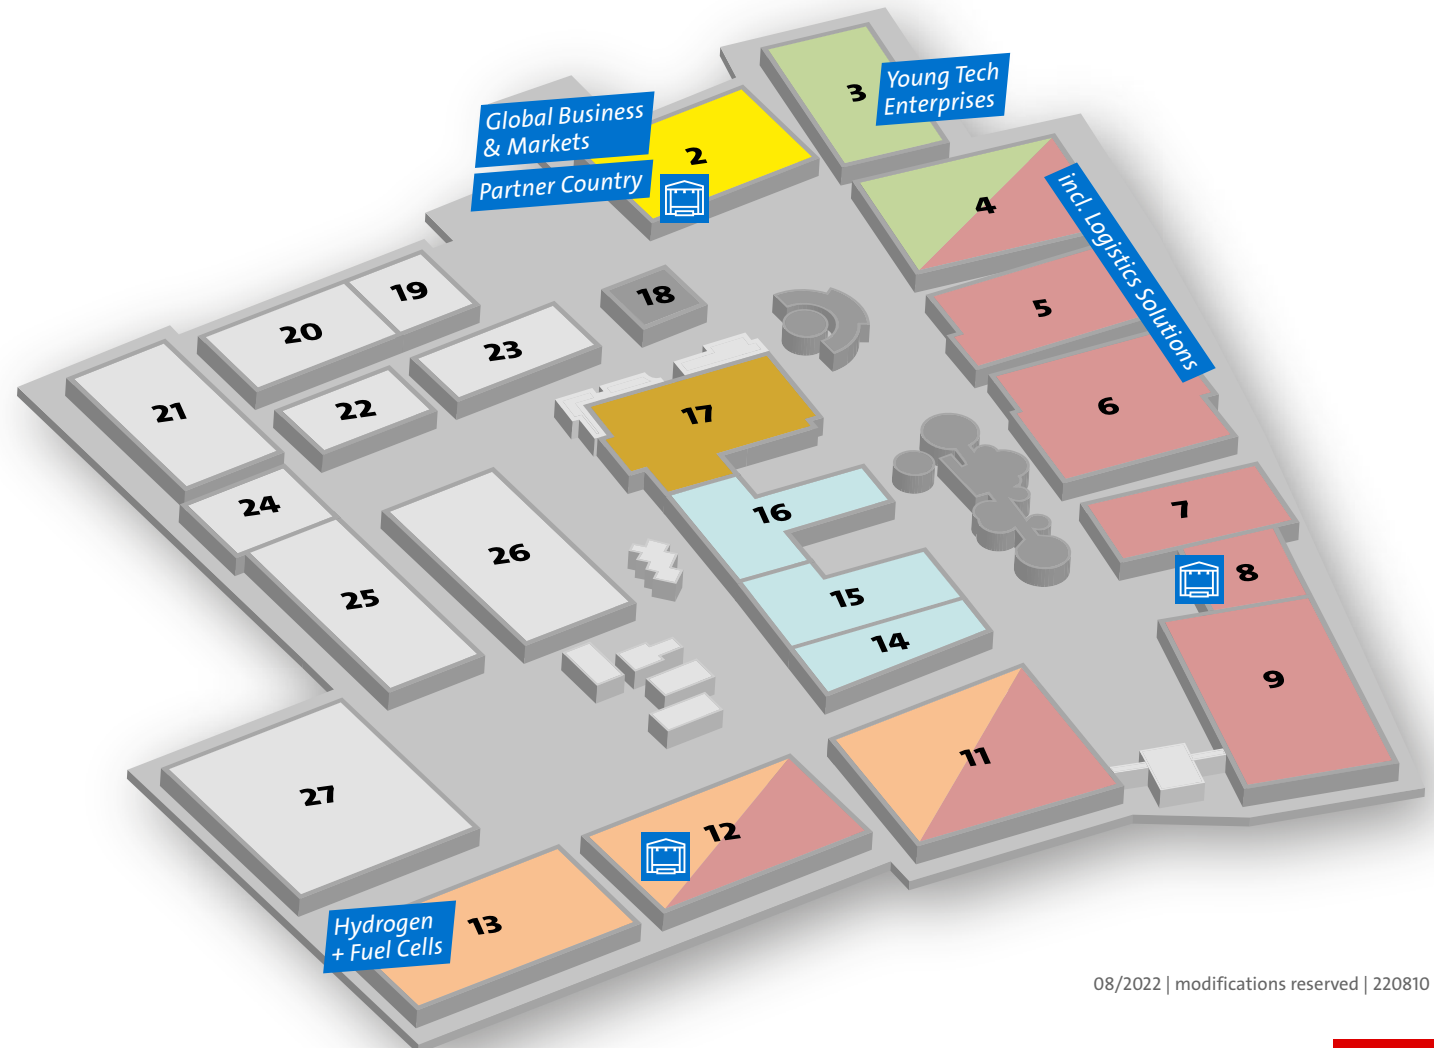 3
Young Tech
Enterprises
Global Business
& Markets
2
Partner Country
4
incl. Logistics Solutions
19
18
20
5
23
21
22
17
6
24
16
7
26
8
25
15
14
9
11
27
12
13
Hydrogen
+ Fuel Cells
08/2022 | modifications reserved | 220810